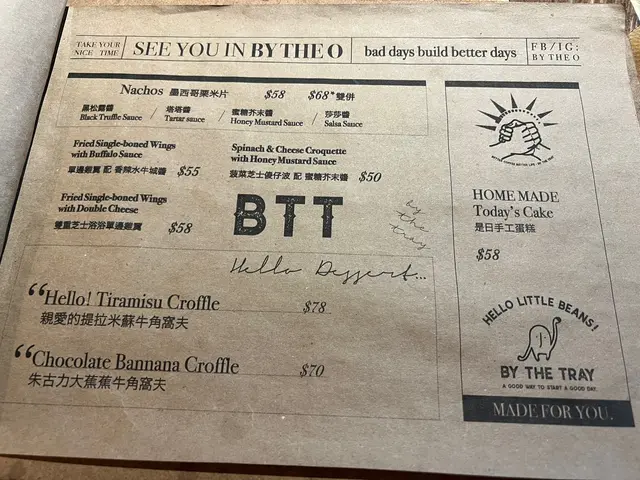 TAKE YOUR
NICE TIME
SEE YOU IN BY THE O
bad days build better days
FB/IG:
BY THE O
Nachos 墨西哥粟米片 $58 $68*雙併
黑松露醬 / 塔塔醬 / 蜜糖芥末醬 / 莎莎醬
Black Truffle Sauce Tartar sauce Honey Mustard Sauce Salsa Sauce
Fried Single-boned Wings
with Buffalo Sauce
單邊雞翼 配 香辣水牛城醬 $55
Spinach & Cheese Croquette
with Honey Mustard Sauce
菠菜芝士傻仔波 配 蜜糖芥末醬 $50
Fried Single-boned Wings
with Double Cheese
雙重芝士浴浴單邊雞翼 $58
BTT
by
the
tray
Hello Dessert...
“Hello! Tiramisu Croffle $78
親愛的提拉米蘇牛角窩夫
“Chocolate Bannana Croffle $70
朱古力大蕉蕉牛角窩夫
HOME MADE
Today's Cake
是日手工蛋糕
$58
HELLO LITTLE BEANS!
BY THE TRAY
A GOOD WAY TO START A GOOD DAY.
MADE FOR YOU.